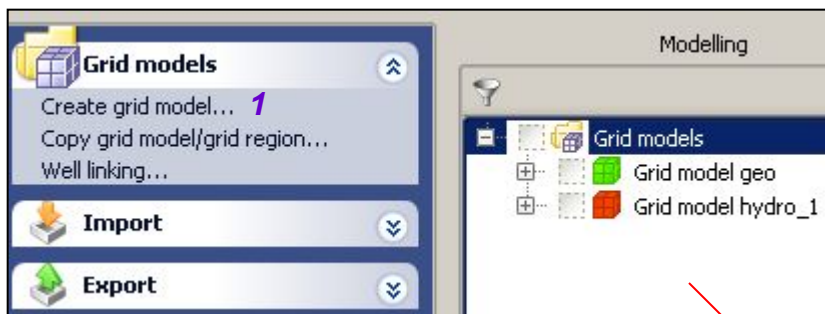 Grid models
Create grid model... 1
Copy grid model/grid region...
Well linking...
Import
Export
Modelling
Grid models
Grid model geo
Grid model hydro_1